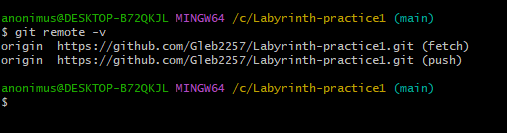 anonimus@DESKTOP-B72QKJL MINGW64 /c/Labyrinth-practice1 (main)
$ git remote -v
origin  https://github.com/Gleb2257/Labyrinth-practice1.git (fetch)
origin  https://github.com/Gleb2257/Labyrinth-practice1.git (push)
anonimus@DESKTOP-B72QKJL MINGW64 /c/Labyrinth-practice1 (main)
$